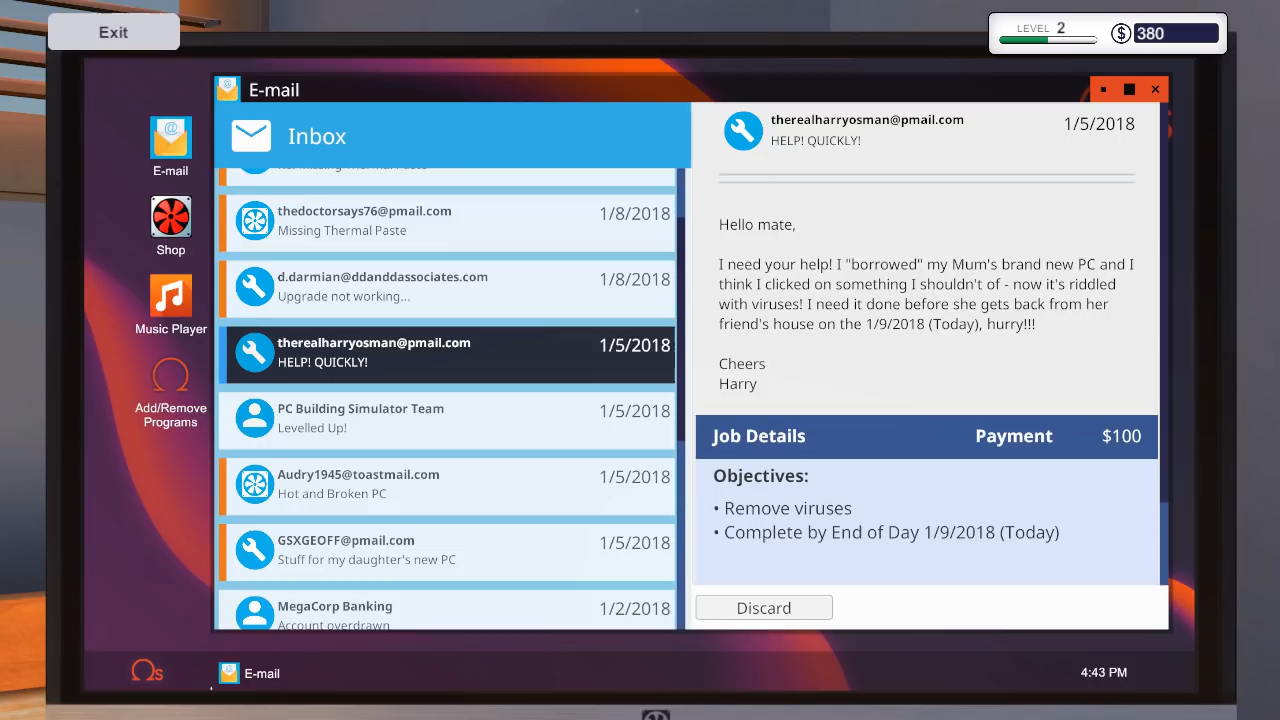 Exit
LEVEL 2
$ 380
E-mail
Inbox
thedoctorsays76@pmail.com
1/8/2018
Missing Thermal Paste
d.darmian@ddanddassociates.com
1/8/2018
Upgrade not working...
therealharryosman@pmail.com
1/5/2018
HELP! QUICKLY!
PC Building Simulator Team
1/5/2018
Levelled Up!
Audry1945@toastmail.com
1/5/2018
Hot and Broken PC
GSXGEOFF@pmail.com
1/5/2018
Stuff for my daughter's new PC
MegaCorp Banking
1/2/2018
Account overdrawn
therealharryosman@pmail.com
1/5/2018
HELP! QUICKLY!
Hello mate,
I need your help! I "borrowed" my Mum's brand new PC and I
think I clicked on something I shouldn't of - now it's riddled
with viruses! I need it done before she gets back from her
friend's house on the 1/9/2018 (Today), hurry!!!
Cheers
Harry
Job Details
Payment
$100
Objectives:
• Remove viruses
• Complete by End of Day 1/9/2018 (Today)
Discard
E-mail
Shop
Music Player
Add/Remove
Programs
Ωs
E-mail
4:43 PM